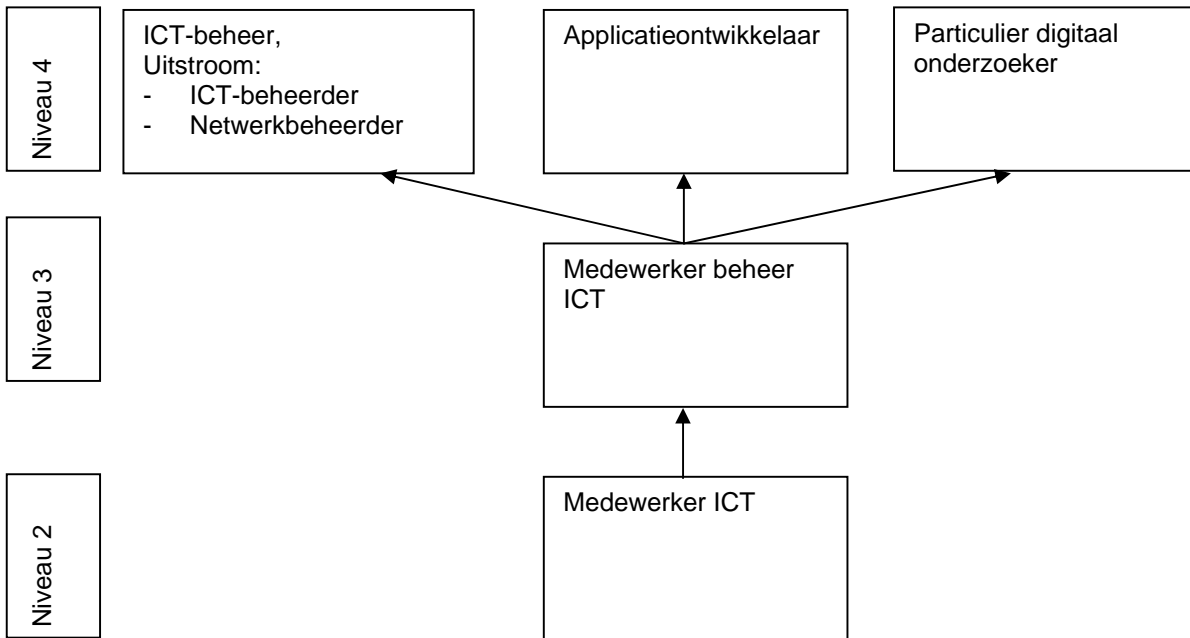 Niveau 4
ICT-beheer,
Uitstroom:
- ICT-beheerder
- Netwerkbeheerder
Applicatieontwikkelaar
Particulier digitaal
onderzoeker
Niveau 3
Medewerker beheer
ICT
Niveau 2
Medewerker ICT